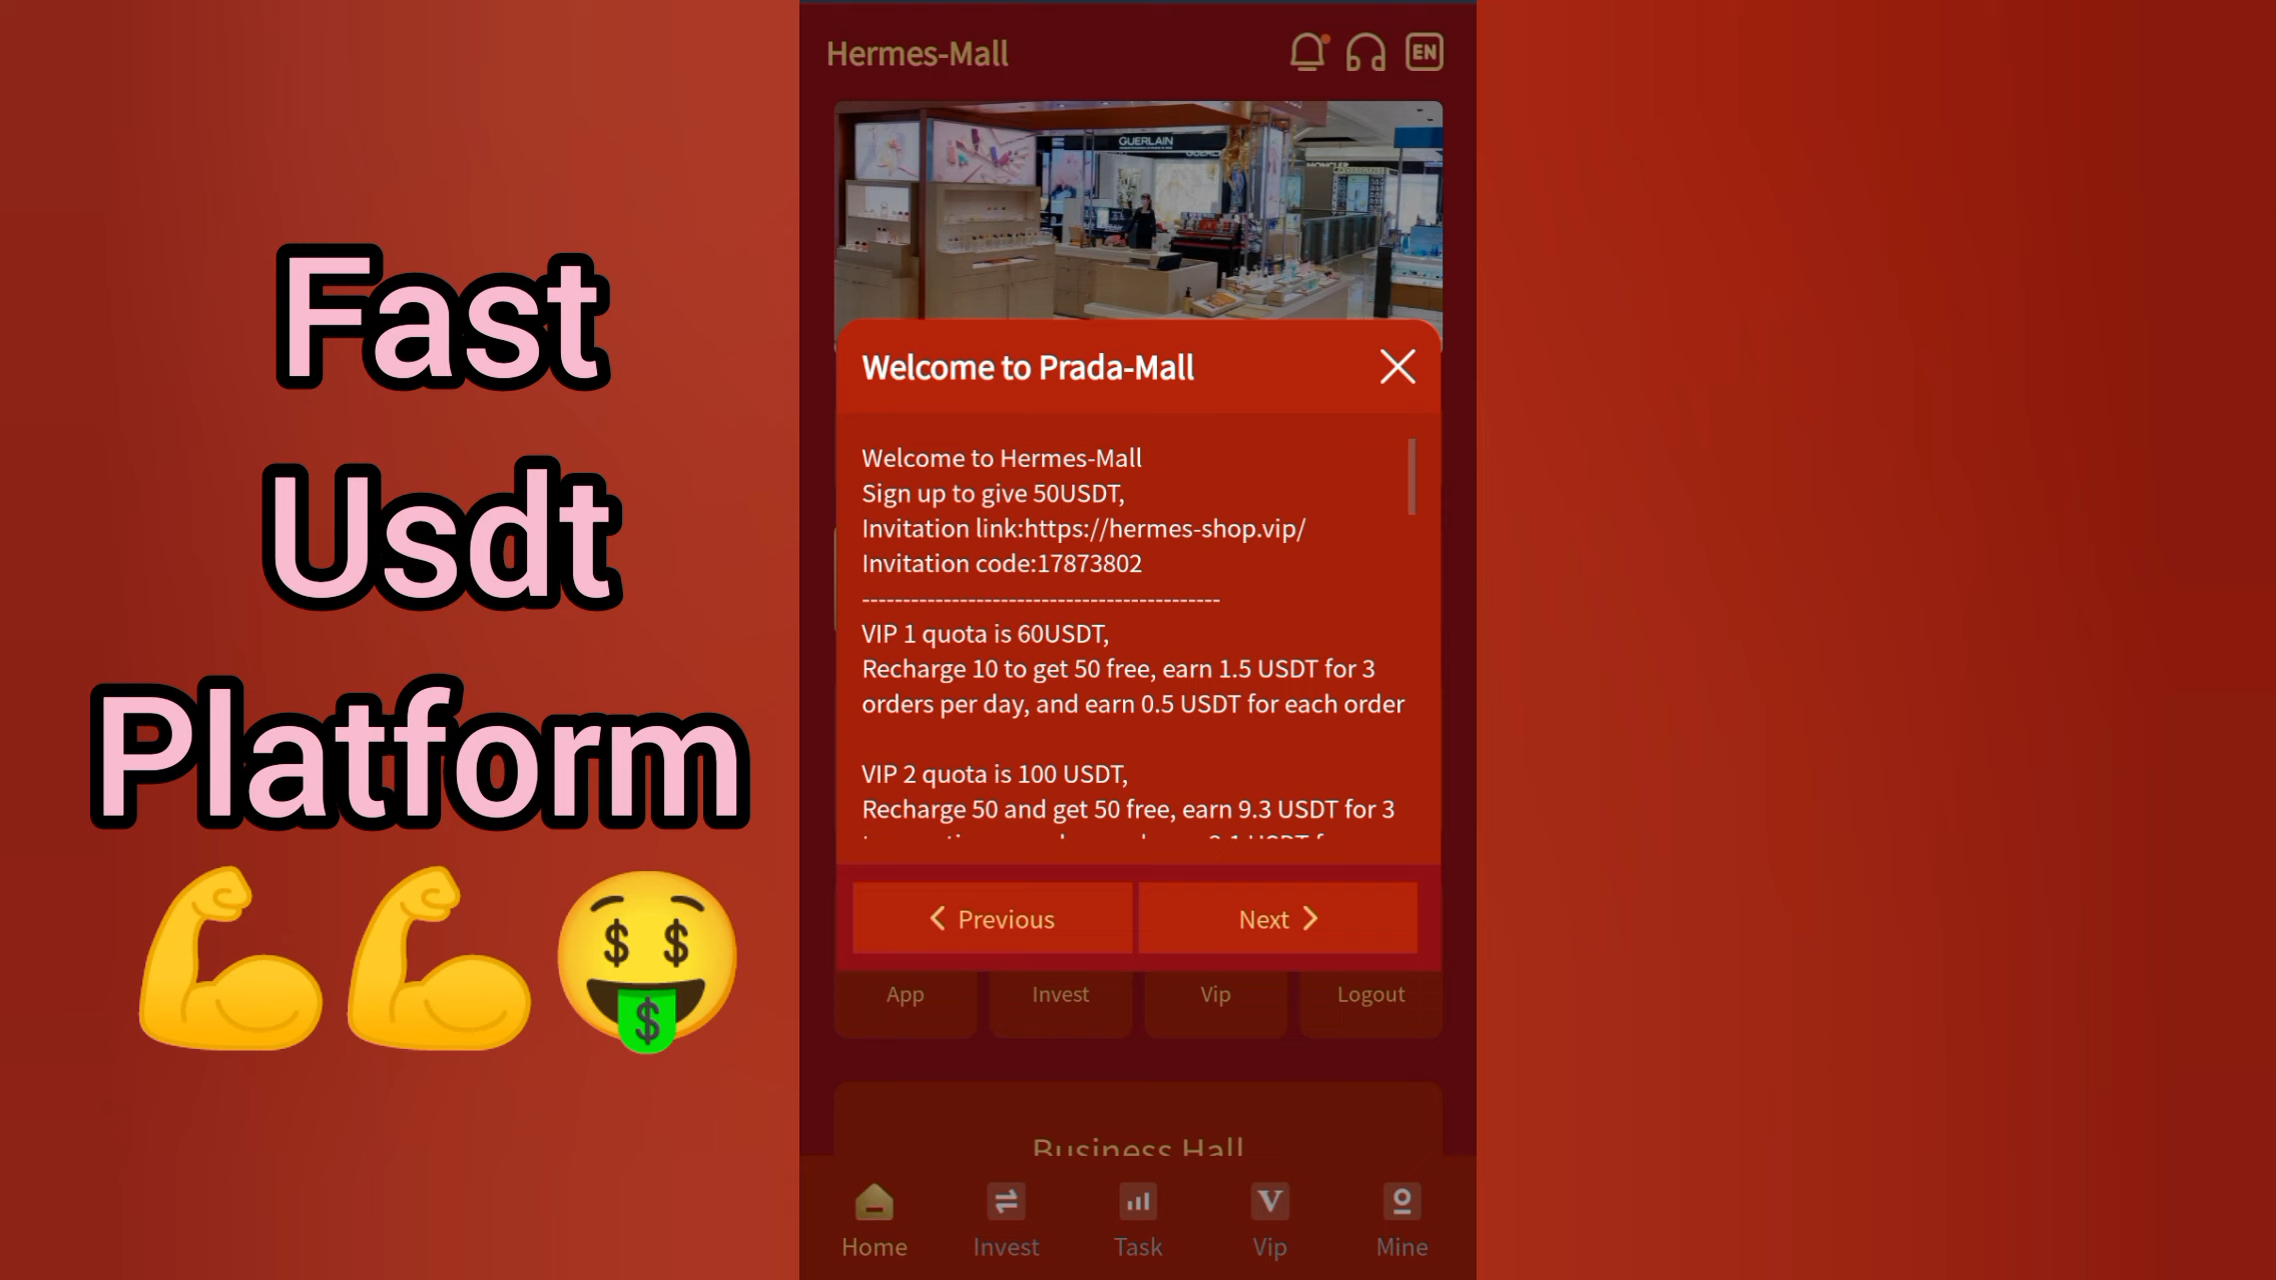 Fast
Usdt
Platform
Hermes-Mall
EN
GUERLAIN
Welcome to Prada-Mall
Welcome to Hermes-Mall
Sign up to give 50USDT,
Invitation link:https://hermes-shop.vip/
Invitation code:17873802
--------------------------------------------
VIP 1 quota is 60USDT,
Recharge 10 to get 50 free, earn 1.5 USDT for 3
orders per day, and earn 0.5 USDT for each order
VIP 2 quota is 100 USDT,
Recharge 50 and get 50 free, earn 9.3 USDT for 3
Previous
Next
App
Invest
Vip
Logout
Business Hall
Home
Invest
Task
Vip
Mine